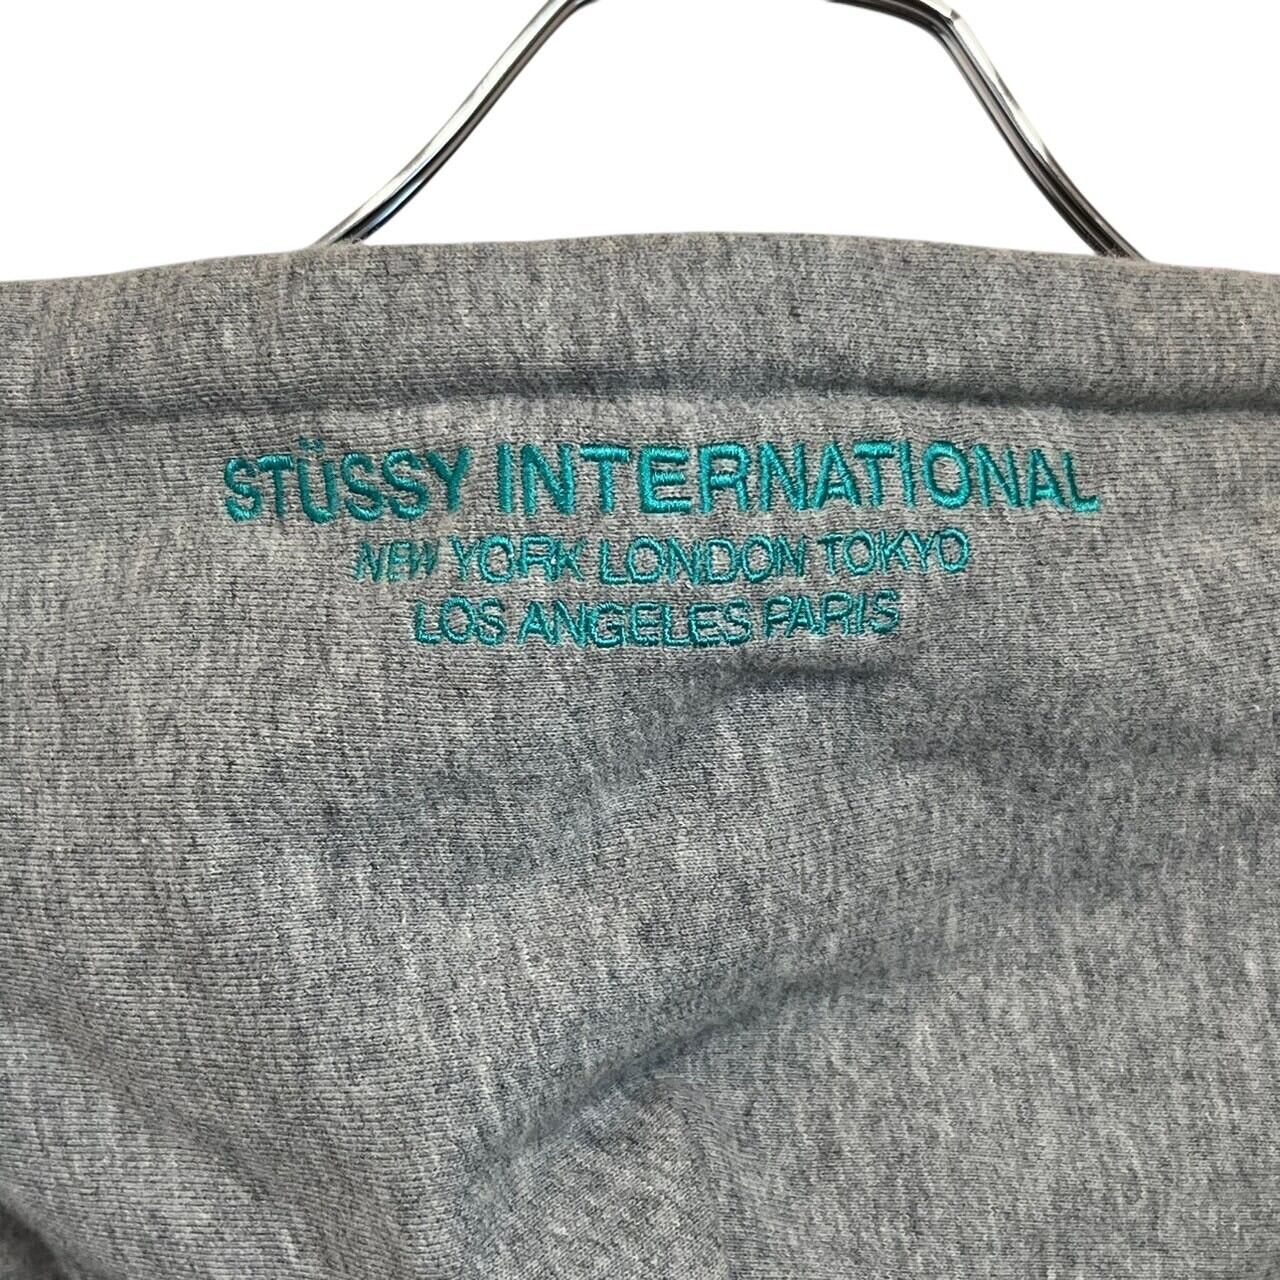 STÜSSY INTERNATIONAL
NEW YORK LONDON TOKYO
LOS ANGELES PARIS